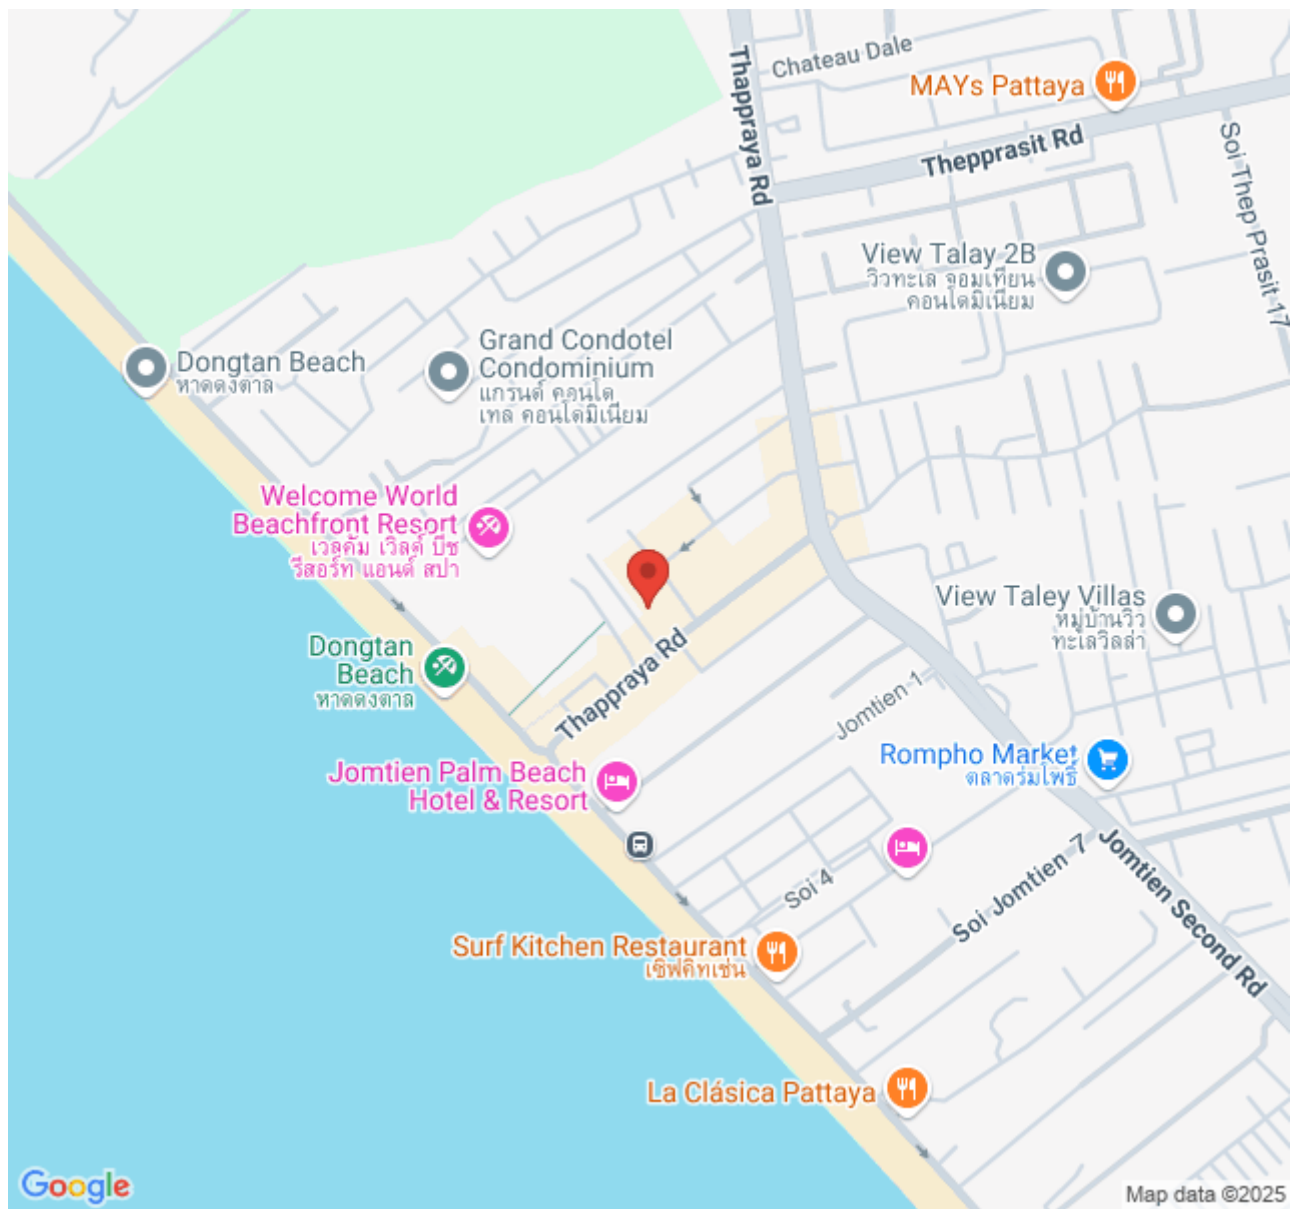 Chateau Dale
MAYs Pattaya
Thappraya Rd
Thepprasit Rd
Soi Thep Prasit 17
View Talay 2B
วิวทะเล จอมเทียน
คอนโดมิเนียม
Grand Condotel
Condominium
แกรนด์ คอนโด
เทล คอนโดมิเนียม
Dongtan Beach
หาดดงตาล
Welcome World
Beachfront Resort
เวลคัม เวิลด์ บีช
รีสอร์ท แอนด์ สปา
View Taley Villas
หมู่บ้านวิว
ทะเลวิลล่า
Dongtan
Beach
หาดดงตาล
Thappraya Rd
Jomtien 1
Rompho Market
ตลาดร่มโพธิ์
Jomtien Palm Beach
Hotel & Resort
Soi 4
Soi Jomtien 7
Jomtien Second Rd
Surf Kitchen Restaurant
เซิฟคิทเช่น
La Clásica Pattaya
Google
Map data ©2025